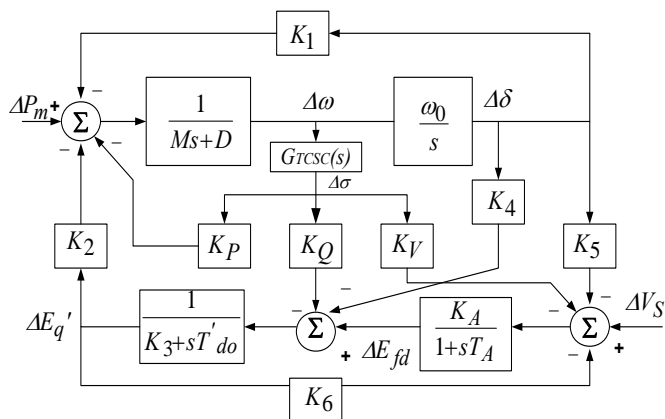 K1
ΔPm +
−
Σ
−
−
1
Ms+D
Δω
ω0
s
Δδ
GTCSC(s)
Δσ
K4
K2
KP
KQ
KV
K5
ΔEq'
1
K3+sT'do
−
−
Σ
+
ΔEfd
KA
1+sTA
−
−
−
Σ
−
+
ΔVS
K6